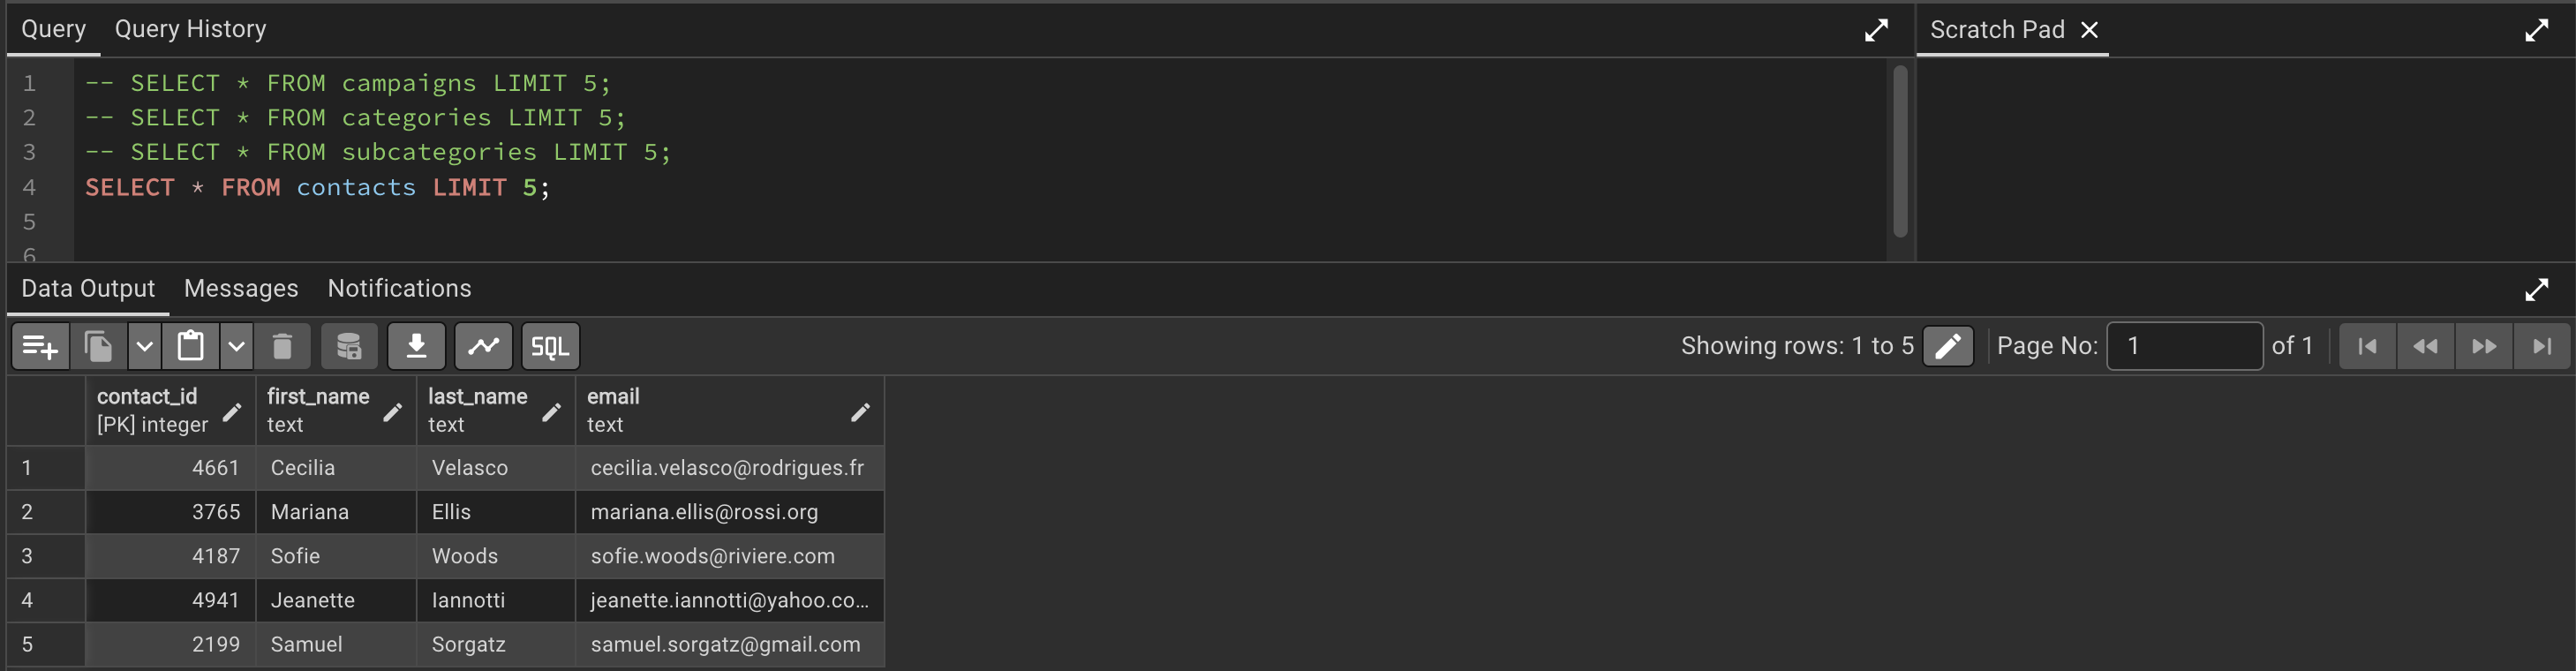 Query Query History Scratch Pad
1 -- SELECT * FROM campaigns LIMIT 5;
2 -- SELECT * FROM categories LIMIT 5;
3 -- SELECT * FROM subcategories LIMIT 5;
4 SELECT * FROM contacts LIMIT 5;
5
6
Data Output Messages Notifications
SQL Showing rows: 1 to 5 Page No: 1 of 1
contact_id first_name last_name email
[PK] integer text text text
1 4661 Cecilia Velasco cecilia.velasco@rodrigues.fr
2 3765 Mariana Ellis mariana.ellis@rossi.org
3 4187 Sofie Woods sofie.woods@riviere.com
4 4941 Jeanette Iannotti jeanette.iannotti@yahoo.co...
5 2199 Samuel Sorgatz samuel.sorgatz@gmail.com